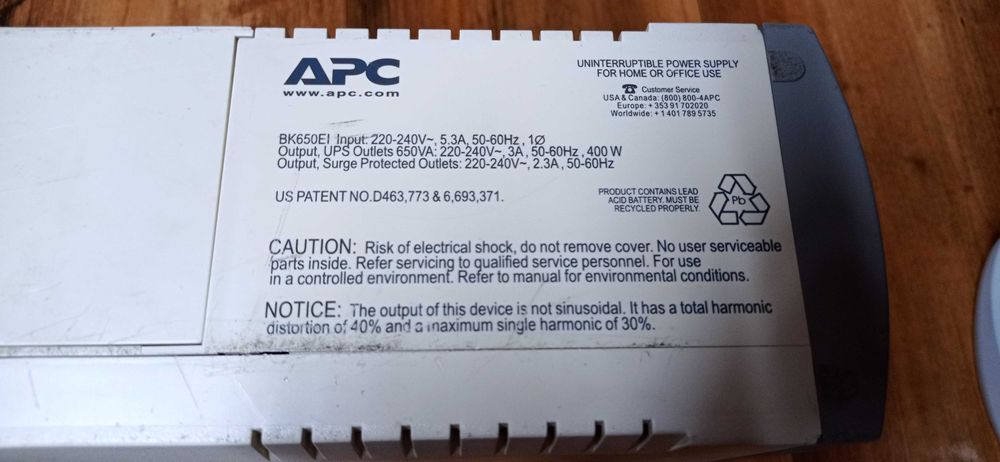 APC
www.apc.com
UNINTERRUPTIBLE POWER SUPPLY
FOR HOME OR OFFICE USE
☎ Customer Service
USA & Canada: (800) 800-4APC
Europe: + 353 91 702020
Worldwide: + 1 401 789 5735
BK650EI Input: 220-240V~, 5.3A, 50-60Hz , 1Ø
Output, UPS Outlets 650VA: 220-240V~, 3A, 50-60Hz , 400 W
Output, Surge Protected Outlets: 220-240V~, 2.3A , 50-60Hz
US PATENT NO.D463,773 & 6,693,371.
PRODUCT CONTAINS LEAD
ACID BATTERY. MUST BE
RECYCLED PROPERLY.
Pb
CAUTION: Risk of electrical shock, do not remove cover. No user serviceable
parts inside. Refer servicing to qualified service personnel. For use
in a controlled environment. Refer to manual for environmental conditions.
NOTICE: The output of this device is not sinusoidal. It has a total harmonic
distortion of 40% and a maximum single harmonic of 30%.